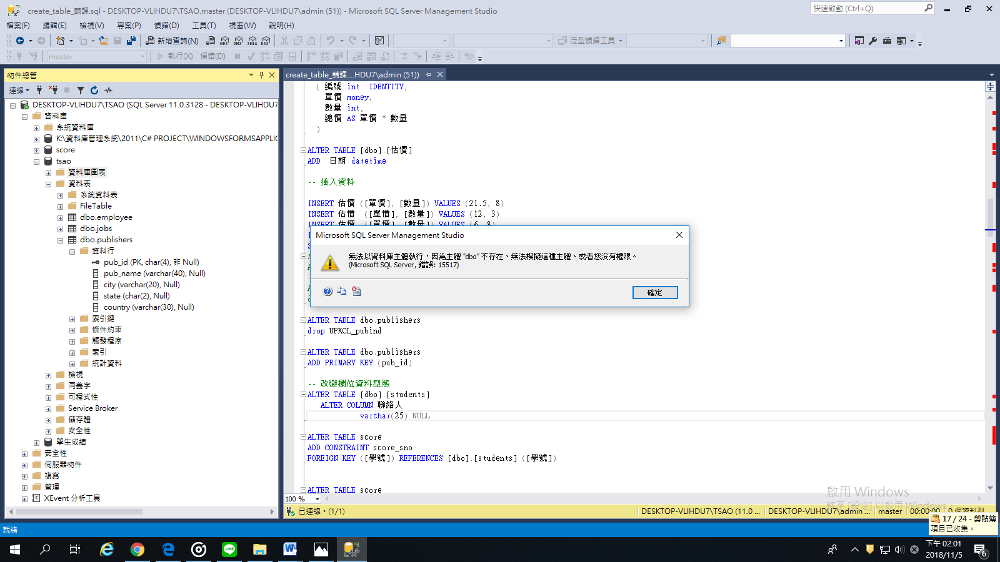 create_table_輔課.sql - DESKTOP-VLIHDU7\TSAO.master (DESKTOP-VLIHDU7\admin (51)) - Microsoft SQL Server Management Studio
快速啟動 (Ctrl+Q)
檔案(F) 編輯(E) 檢視(V) 專案(P) 偵錯(D) 工具(T) 視窗(W) 說明(H)
新增查詢(N) MDX DMX XMLA DAX 泛型偵錯工具
master 執行(X) 偵錯(D)
物件總管
連線
DESKTOP-VLIHDU7\TSAO (SQL Server 11.0.3128 - DESKTOP-VLIHDU7
資料庫
系統資料庫
K:\資料庫管理系統\2011\C# PROJECT\WINDOWSFORMSAPPLIC
score
tsao
資料庫圖表
資料表
系統資料表
FileTable
dbo.employee
dbo.jobs
dbo.publishers
資料行
pub_id (PK, char(4), 非 Null)
pub_name (varchar(40), Null)
city (varchar(20), Null)
state (char(2), Null)
country (varchar(30), Null)
索引鍵
條件約束
觸發程序
索引
統計資料
檢視
同義字
可程式性
Service Broker
儲存體
安全性
學生成績
安全性
伺服器物件
複寫
管理
XEvent 分析工具
create_table_輔課....HDU7\admin (51))
( 編號 int IDENTITY,
單價 money,
數量 int,
總價 AS 單價 * 數量
)
ALTER TABLE [dbo].[估價]
ADD 日期 datetime
-- 插入資料
INSERT 估價 ([單價], [數量]) VALUES (21.5, 8)
INSERT 估價 ([單價], [數量]) VALUES (12, 3)
INSERT 估價 ([單價], [數量]) VALUES (6, 8)
Microsoft SQL Server Management Studio
無法以資料庫主體執行，因為主體 "dbo" 不存在、無法模擬這種主體、或者您沒有權限。
(Microsoft SQL Server, 錯誤: 15517)
確定
ALTER TABLE dbo.publishers
drop UPKCL_pubind
ALTER TABLE dbo.publishers
ADD PRIMARY KEY (pub_id)
-- 改變欄位資料型態
ALTER TABLE [dbo].[students]
ALTER COLUMN 聯絡人
varchar(25) NULL
ALTER TABLE score
ADD CONSTRAINT score_sno
FOREIGN KEY ([學號]) REFERENCES [dbo].[students] ([學號])
ALTER TABLE score
100 %
啟用 Windows
移至 [設定] 以啟用 Windows。
已連線。(1/1) DESKTOP-VLIHDU7\TSAO (11.0 ... DESKTOP-VLIHDU7\admin ... master 00:00:00
17 / 24 - 剪貼簿
項目已收集。
就緒
LINE
下午 02:01
2018/11/5
6